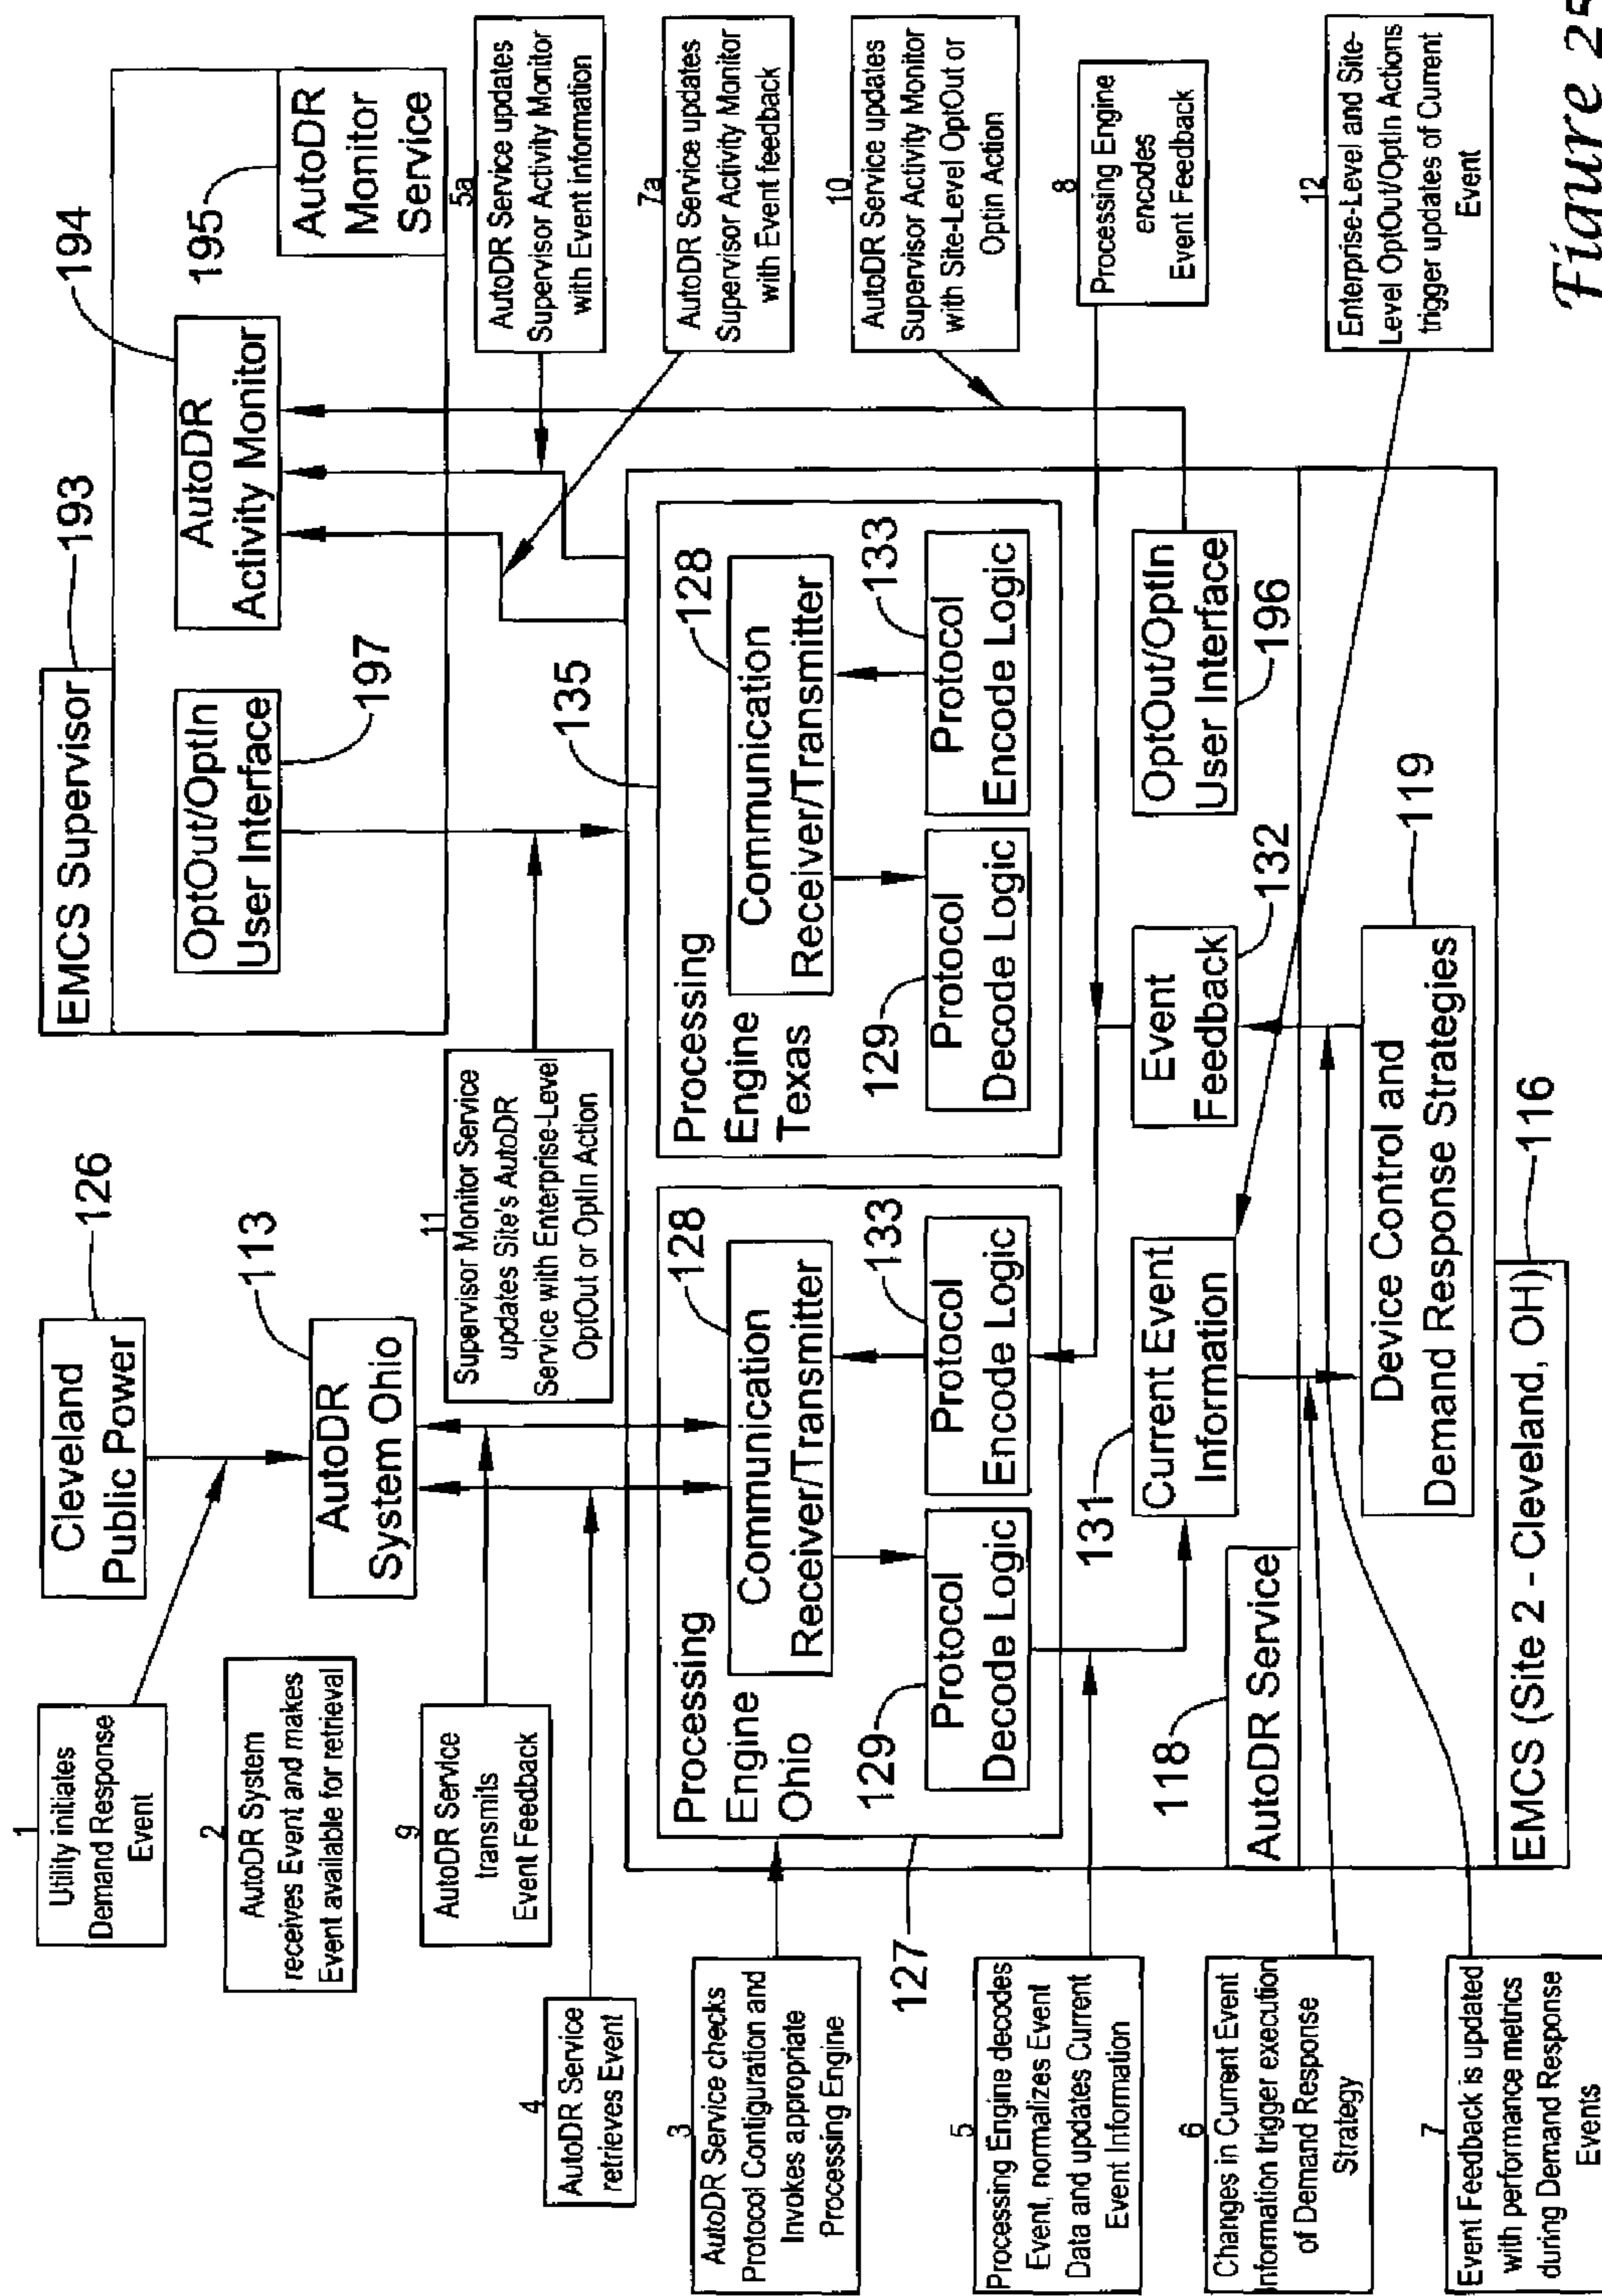 1
Utility initiates
Demand Response
Event
2
AutoDR System
receives Event and makes
Event available for retrieval
9
AutoDR Service
transmits
Event Feedback
4
AutoDR Service
retrieves Event
3
AutoDR Service checks
Protocol Configuration and
Invokes appropriate
Processing Engine
127
5
Processing Engine decodes
Event, normalizes Event
Data and updates Current
Event Information
6
Changes in Current Event
Information trigger execution
of Demand Response
Strategy
7
Event Feedback is updated
with performance metrics
during Demand Response
Events
Cleveland
Public Power
126
AutoDR
System Ohio
113
11
Supervisor Monitor Service
updates Site's AutoDR
Service with Enterprise-Level
OptOut or OptIn Action
EMCS Supervisor
193
OptOut/OptIn
User Interface
197
AutoDR
Activity Monitor
194
AutoDR
Monitor
Service
195
135
Processing
Engine
Ohio
Communication
Receiver/Transmitter
128
129
Protocol
Decode Logic
Protocol
Encode Logic
133
Processing
Engine
Texas
Communication
Receiver/Transmitter
128
129
Protocol
Decode Logic
Protocol
Encode Logic
133
131
Current Event
Information
Event
Feedback
132
OptOut/OptIn
User Interface
196
118
AutoDR Service
Device Control and
Demand Response Strategies
119
EMCS (Site 2 - Cleveland, OH)
116
5a
AutoDR Service updates
Supervisor Activity Monitor
with Event Information
7a
AutoDR Service updates
Supervisor Activity Monitor
with Event feedback
10
AutoDR Service updates
Supervisor Activity Monitor
with Site-Level OptOut or
Optin Action
8
Processing Engine
encodes
Event Feedback
12
Enterprise-Level and Site-
Level OptOut/OptIn Actions
trigger updates of Current
Event
Figure 25